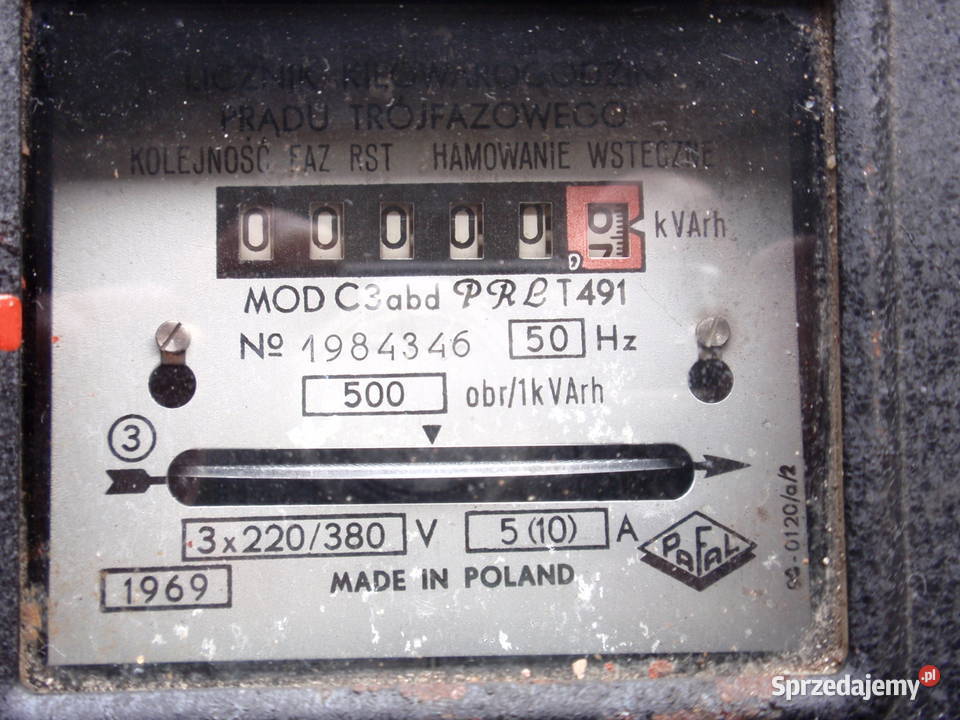 LICZNIK KILOWAROGODZIN
PRĄDU TRÓJFAZOWEGO
KOLEJNOŚĆ FAZ RST HAMOWANIE WSTECZNE
0 0 0 0 0 , kVArh
MOD C3abd PRL T491
Nº 1984346 50 Hz
500 obr/1kVArh
3
3x220/380 V 5(10) A
PAFAL
1969
MADE IN POLAND
Sprzedajemy.pl